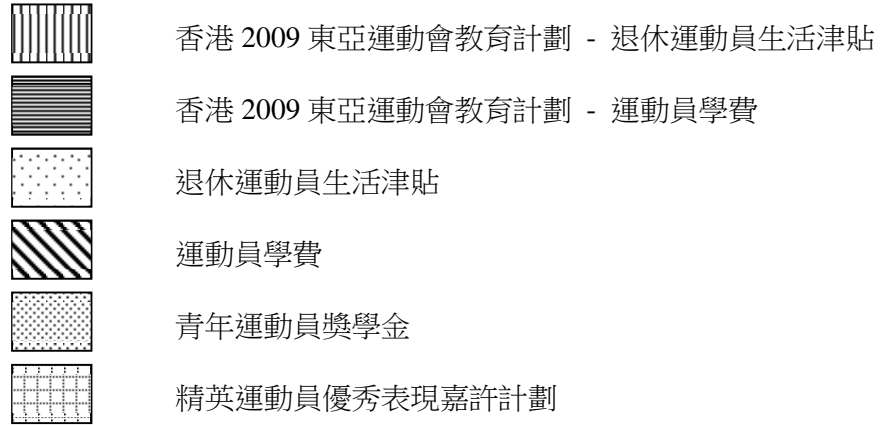 香港 2009 東亞運動會教育計劃 - 退休運動員生活津貼
香港 2009 東亞運動會教育計劃 - 運動員學費
退休運動員生活津貼
運動員學費
青年運動員獎學金
精英運動員優秀表現嘉許計劃